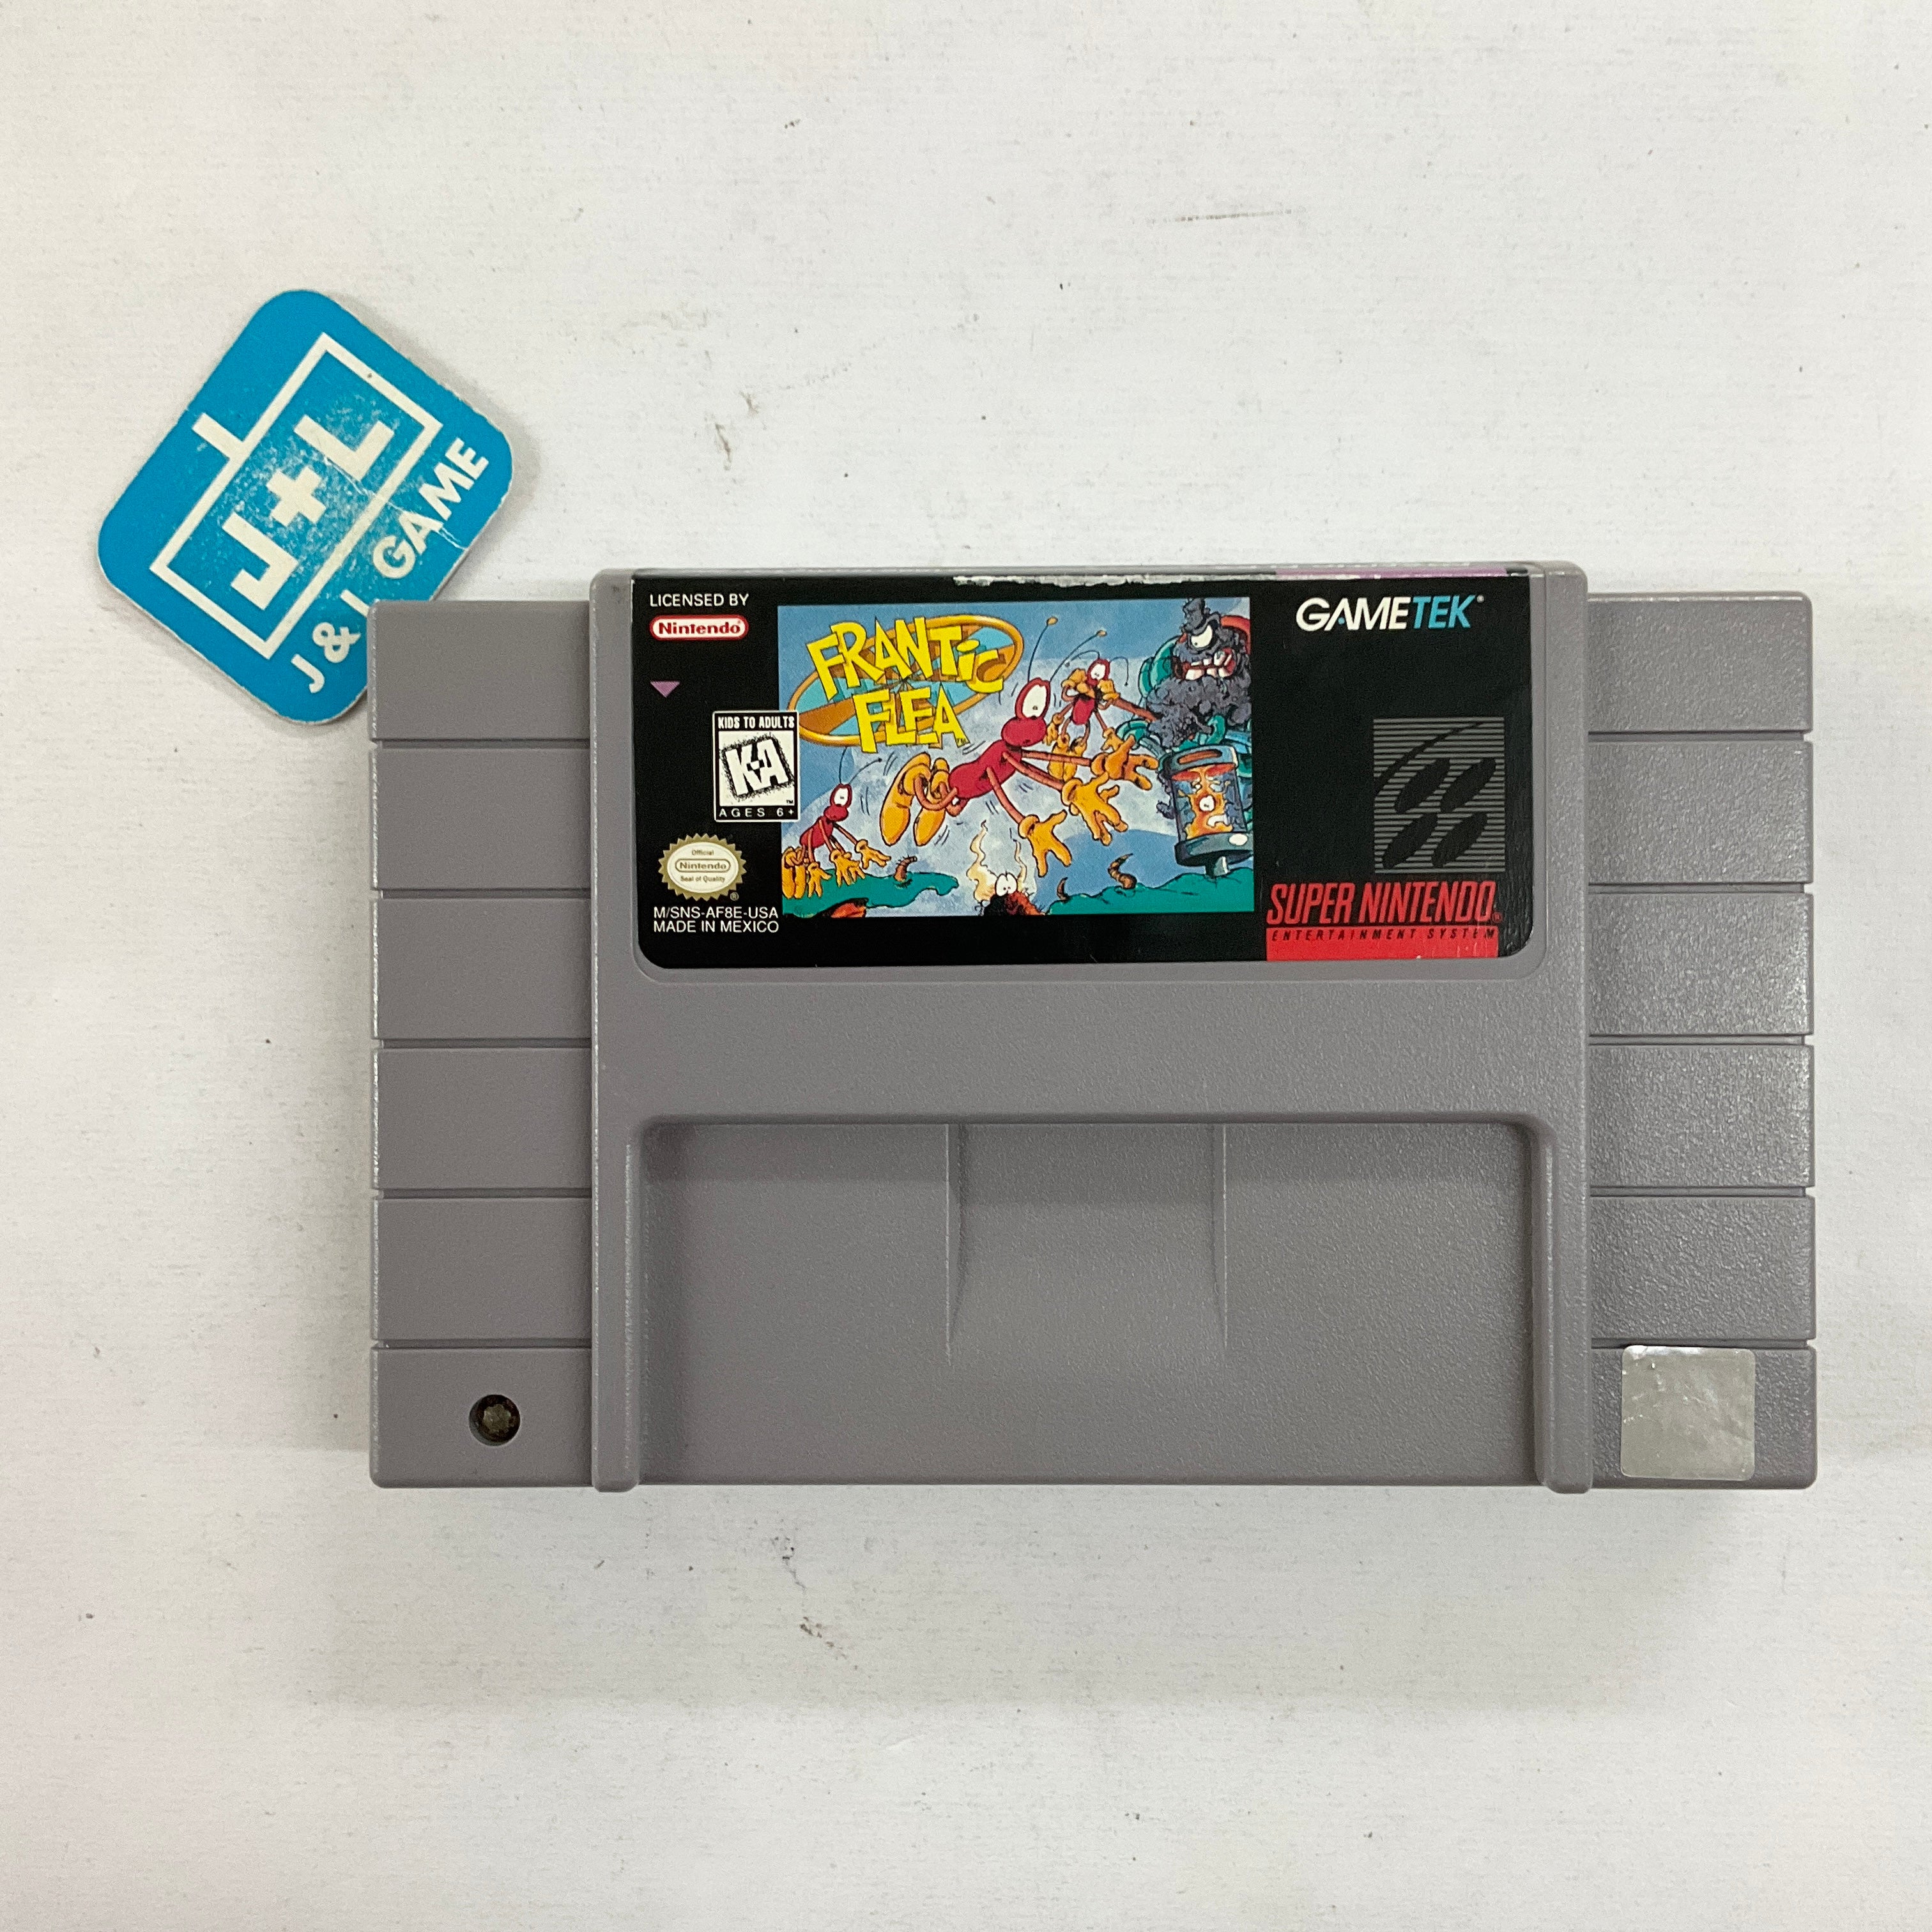 J+L
J & L GAME
LICENSED BY
Nintendo
FRANTIC
FLEA™
KIDS TO ADULTS
K-A
AGES 6+
Official
Nintendo
Seal of Quality
M/SNS-AF8E-USA
MADE IN MEXICO
GAMETEK®
SUPER NINTENDO®
ENTERTAINMENT SYSTEM